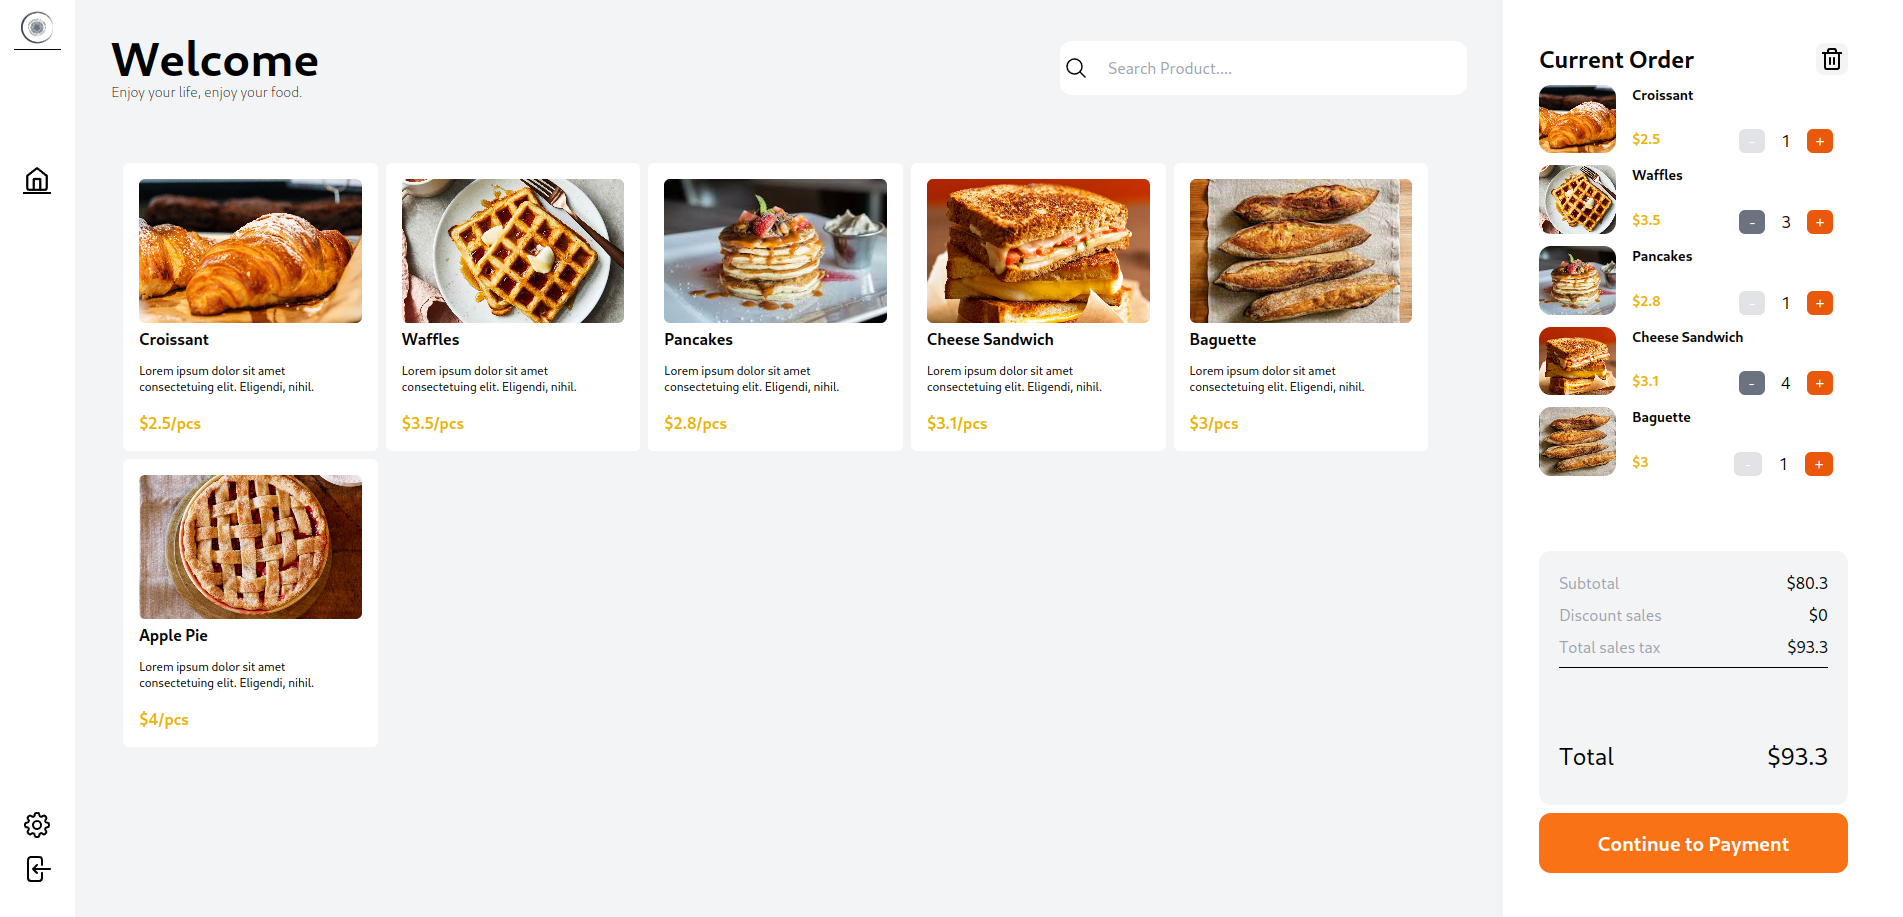 Welcome
Enjoy your life, enjoy your food.
Search Product....
Croissant
Lorem ipsum dolor sit amet
consectetuing elit. Eligendi, nihil.
$2.5/pcs
Waffles
Lorem ipsum dolor sit amet
consectetuing elit. Eligendi, nihil.
$3.5/pcs
Pancakes
Lorem ipsum dolor sit amet
consectetuing elit. Eligendi, nihil.
$2.8/pcs
Cheese Sandwich
Lorem ipsum dolor sit amet
consectetuing elit. Eligendi, nihil.
$3.1/pcs
Baguette
Lorem ipsum dolor sit amet
consectetuing elit. Eligendi, nihil.
$3/pcs
Apple Pie
Lorem ipsum dolor sit amet
consectetuing elit. Eligendi, nihil.
$4/pcs
Current Order
Croissant
$2.5 - 1 +
Waffles
$3.5 - 3 +
Pancakes
$2.8 - 1 +
Cheese Sandwich
$3.1 - 4 +
Baguette
$3 - 1 +
Subtotal $80.3
Discount sales $0
Total sales tax $93.3
Total $93.3
Continue to Payment